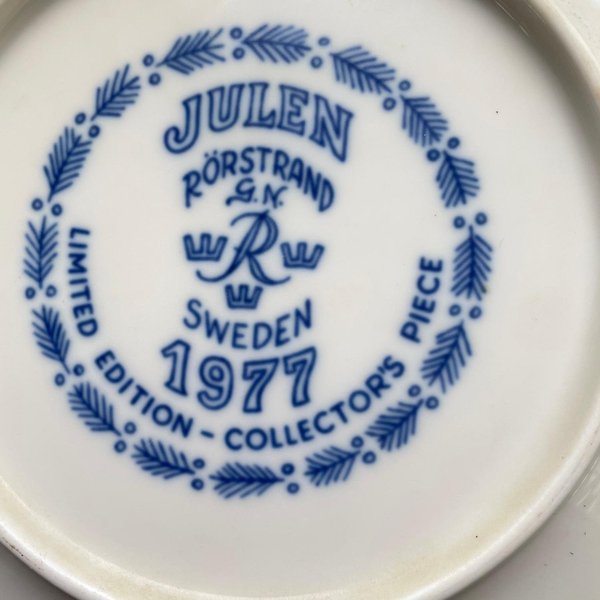 JULEN
RÖRSTRAND
G.N.
R
SWEDEN
1977
LIMITED EDITION - COLLECTOR'S PIECE